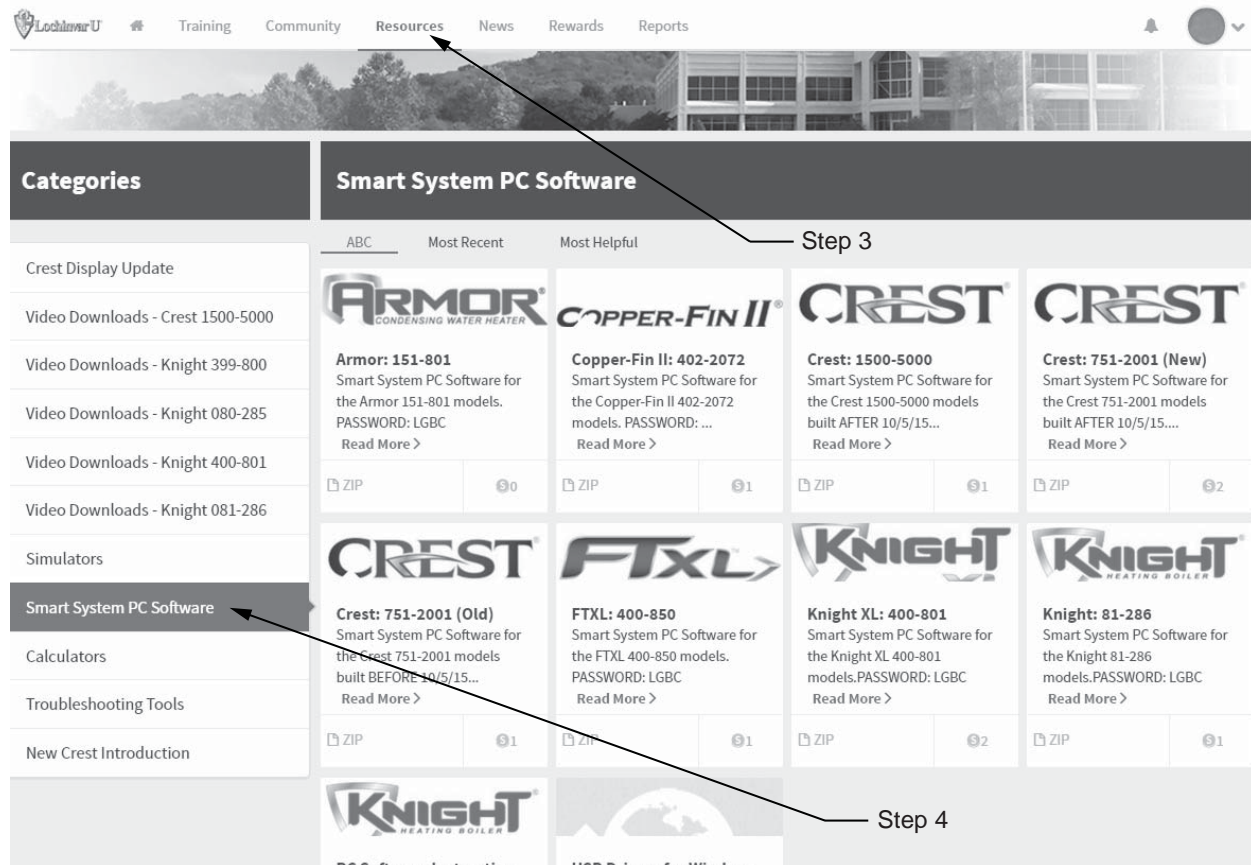 Lochinvar U
Training
Community
Resources
News
Rewards
Reports
Categories
Smart System PC Software
Step 3
ABC
Most Recent
Most Helpful
Crest Display Update
Video Downloads - Crest 1500-5000
Video Downloads - Knight 399-800
Video Downloads - Knight 080-285
Video Downloads - Knight 400-801
Video Downloads - Knight 081-286
Simulators
Smart System PC Software
Calculators
Troubleshooting Tools
New Crest Introduction
ARMOR®
CONDENSING WATER HEATER
Armor: 151-801
Smart System PC Software for
the Armor 151-801 models.
PASSWORD: LGBC
Read More >
ZIP
0
COPPER-FIN II®
Copper-Fin II: 402-2072
Smart System PC Software for
the Copper-Fin II 402-2072
models. PASSWORD: ...
Read More >
ZIP
1
CREST
Crest: 1500-5000
Smart System PC Software for
the Crest 1500-5000 models
built AFTER 10/5/15...
Read More >
ZIP
1
CREST
Crest: 751-2001 (New)
Smart System PC Software for
the Crest 751-2001 models
built AFTER 10/5/15....
Read More >
ZIP
2
CREST
Crest: 751-2001 (Old)
Smart System PC Software for
the Crest 751-2001 models
built BEFORE 10/5/15...
Read More >
ZIP
1
FTXL
FTXL: 400-850
Smart System PC Software for
the FTXL 400-850 models.
PASSWORD: LGBC
Read More >
ZIP
1
KNIGHT
XL
Knight XL: 400-801
Smart System PC Software for
the Knight XL 400-801
models.PASSWORD: LGBC
Read More >
ZIP
2
KNIGHT
HEATING BOILER
Knight: 81-286
Smart System PC Software for
the Knight 81-286
models.PASSWORD: LGBC
Read More >
ZIP
1
KNIGHT
HEATING BOILER
Step 4